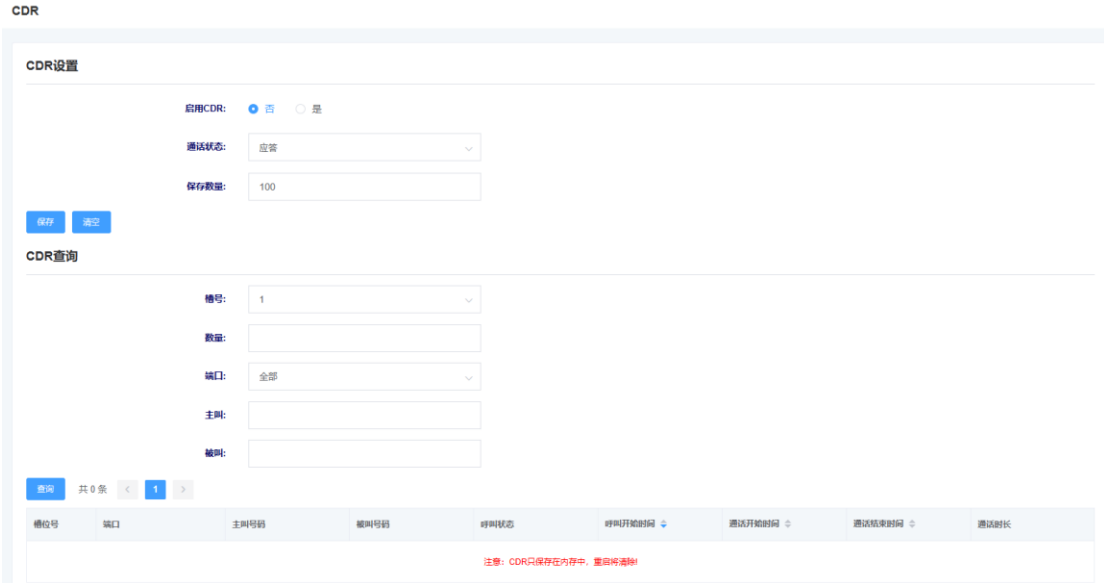 CDR
CDR设置
启用CDR: 否 是
通话状态: 应答
保存数量: 100
保存 清空
CDR查询
槽号: 1
数量:
端口: 全部
主叫:
被叫:
查询 共 0 条 1
槽位号 端口 主叫号码 被叫号码 呼叫状态 呼叫开始时间 通话开始时间 通话结束时间 通话时长
注意：CDR只保存在内存中，重启将清除!